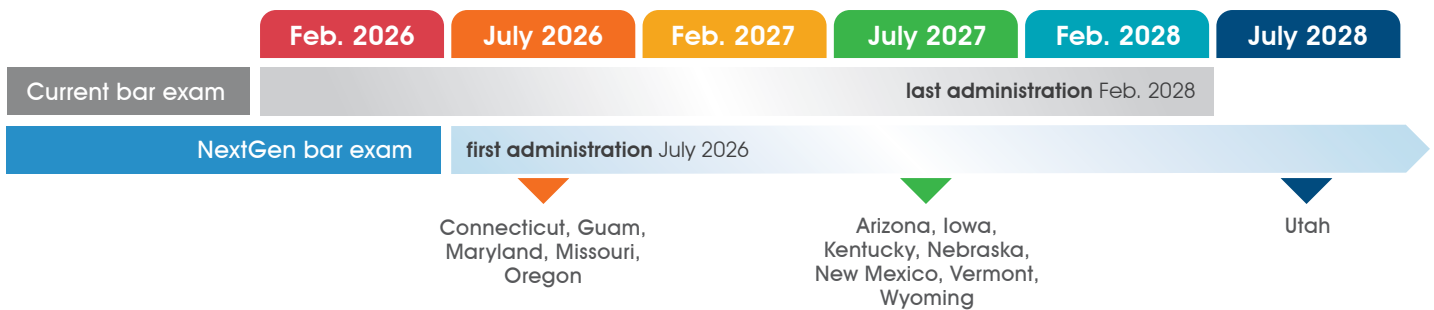 Feb. 2026
July 2026
Feb. 2027
July 2027
Feb. 2028
July 2028
Current bar exam
last administration Feb. 2028
NextGen bar exam
first administration July 2026
Connecticut, Guam,
Maryland, Missouri,
Oregon
Arizona, Iowa,
Kentucky, Nebraska,
New Mexico, Vermont,
Wyoming
Utah